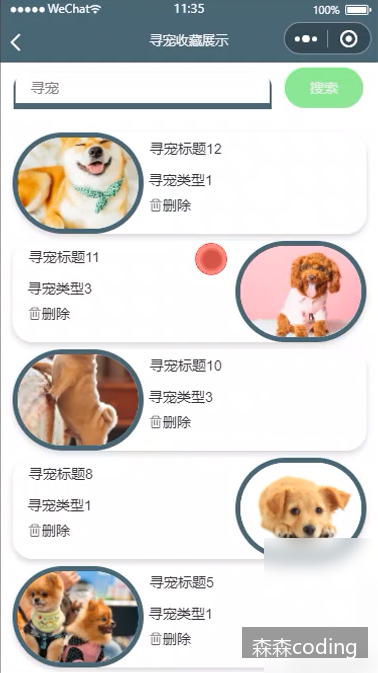 WeChat
11:35
100%
寻宠收藏展示
寻宠
搜索
寻宠标题12
寻宠类型1
删除
寻宠标题11
寻宠类型3
删除
寻宠标题10
寻宠类型3
删除
寻宠标题8
寻宠类型1
删除
寻宠标题5
寻宠类型1
删除
森森coding